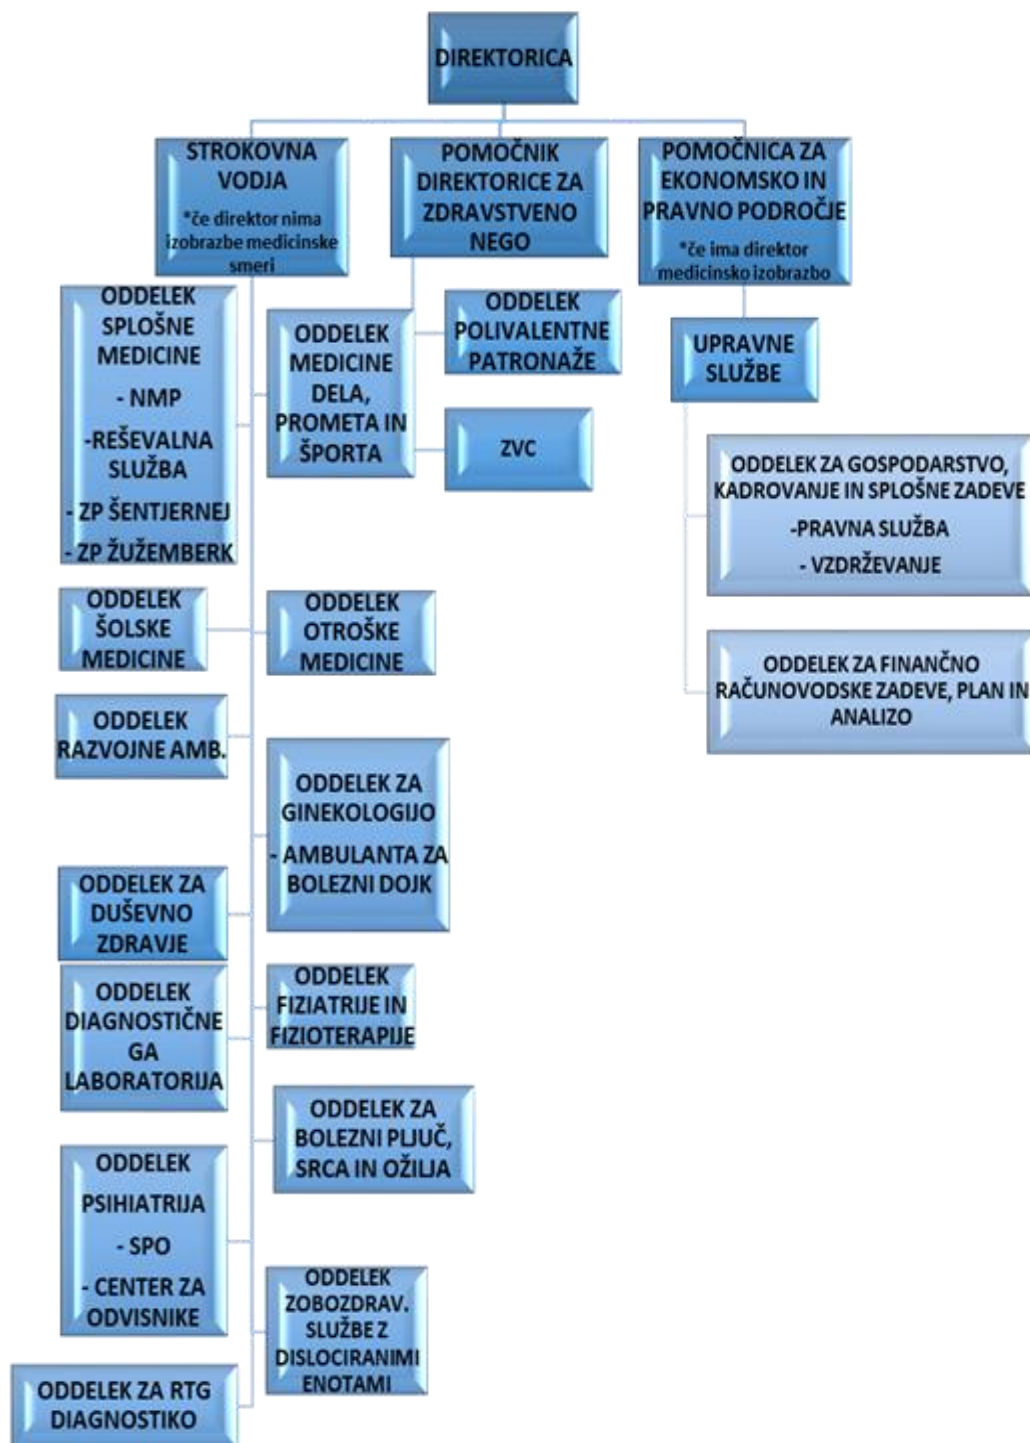 DIREKTORICA
STROKOVNA
VODJA
*če direktor nima
izobrazbe medicinske
smeri
POMOČNIK
DIREKTORICE ZA
ZDRAVSTVENO
NEGO
POMOČNICA ZA
EKONOMSKO IN
PRAVNO PODROČJE
*če ima direktor
medicinsko izobrazbo
ODDELEK
SPLOŠNE
MEDICINE
- NMP
-REŠEVALNA
SLUŽBA
- ZP ŠENTJERNEJ
- ZP ŽUŽEMBERK
ODDELEK
MEDICINE
DELA,
PROMETA IN
ŠPORTA
ODDELEK
POLIVALENTNE
PATRONAŽE
ZVC
UPRAVNE
SLUŽBE
ODDELEK ZA GOSPODARSTVO,
KADROVANJE IN SPLOŠNE ZADEVE
-PRAVNA SLUŽBA
- VZDRŽEVANJE
ODDELEK ZA FINANČNO
RAČUNOVODSKE ZADEVE, PLAN IN
ANALIZO
ODDELEK
ŠOLSKE
MEDICINE
ODDELEK
OTROŠKE
MEDICINE
ODDELEK
RAZVOJNE AMB.
ODDELEK ZA
GINEKOLOGIJO
- AMBULANTA ZA
BOLEZNI DOJK
ODDELEK ZA
DUŠEVNO
ZDRAVJE
ODDELEK
DIAGNOSTIČNE
GA
LABORATORIJA
ODDELEK
FIZIATRIJE IN
FIZIOTERAPIJE
ODDELEK ZA
BOLEZNI PLJUČ,
SRCA IN OŽILJA
ODDELEK
PSIHIATRIJA
- SPO
- CENTER ZA
ODVISNIKE
ODDELEK
ZOBOZDRAV.
SLUŽBE Z
DISLOCIRANIMI
ENOTAMI
ODDELEK ZA RTG
DIAGNOSTIKO